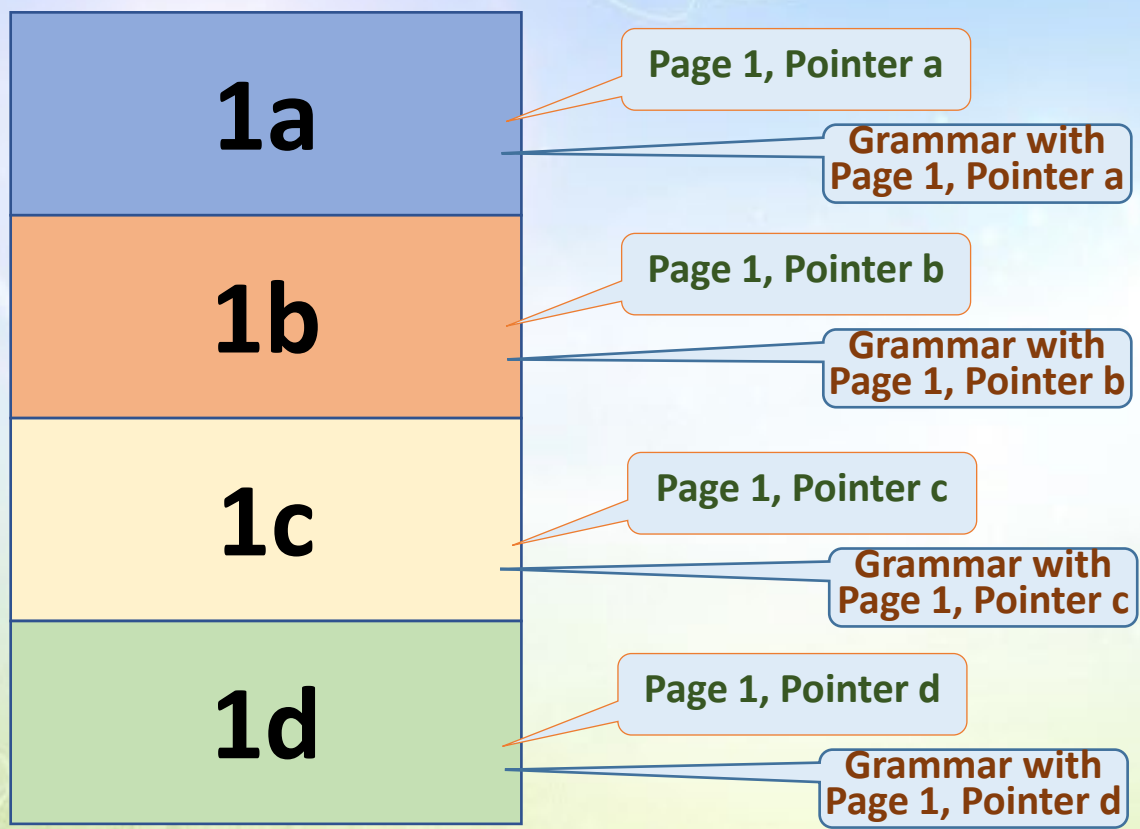 1a
Page 1, Pointer a
Grammar with
Page 1, Pointer a
1b
Page 1, Pointer b
Grammar with
Page 1, Pointer b
1c
Page 1, Pointer c
Grammar with
Page 1, Pointer c
1d
Page 1, Pointer d
Grammar with
Page 1, Pointer d